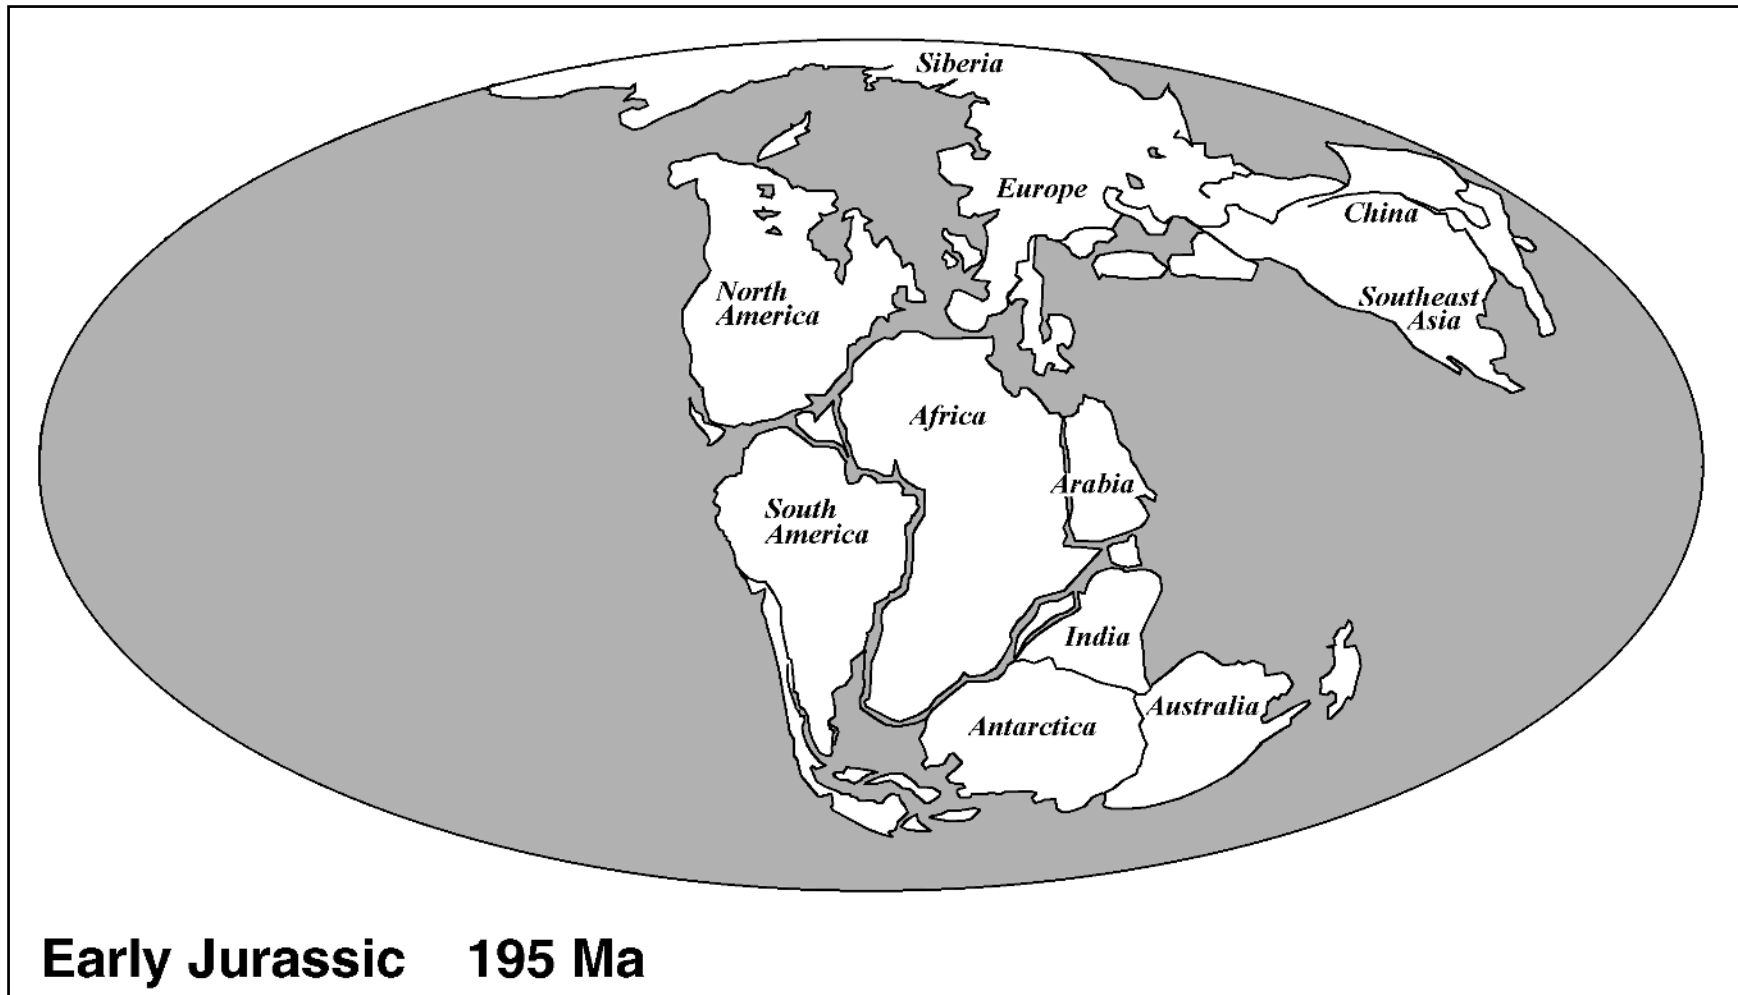 Siberia
Europe
China
North
America
Southeast
Asia
Africa
Arabia
South
America
India
Australia
Antarctica
Early Jurassic 195 Ma